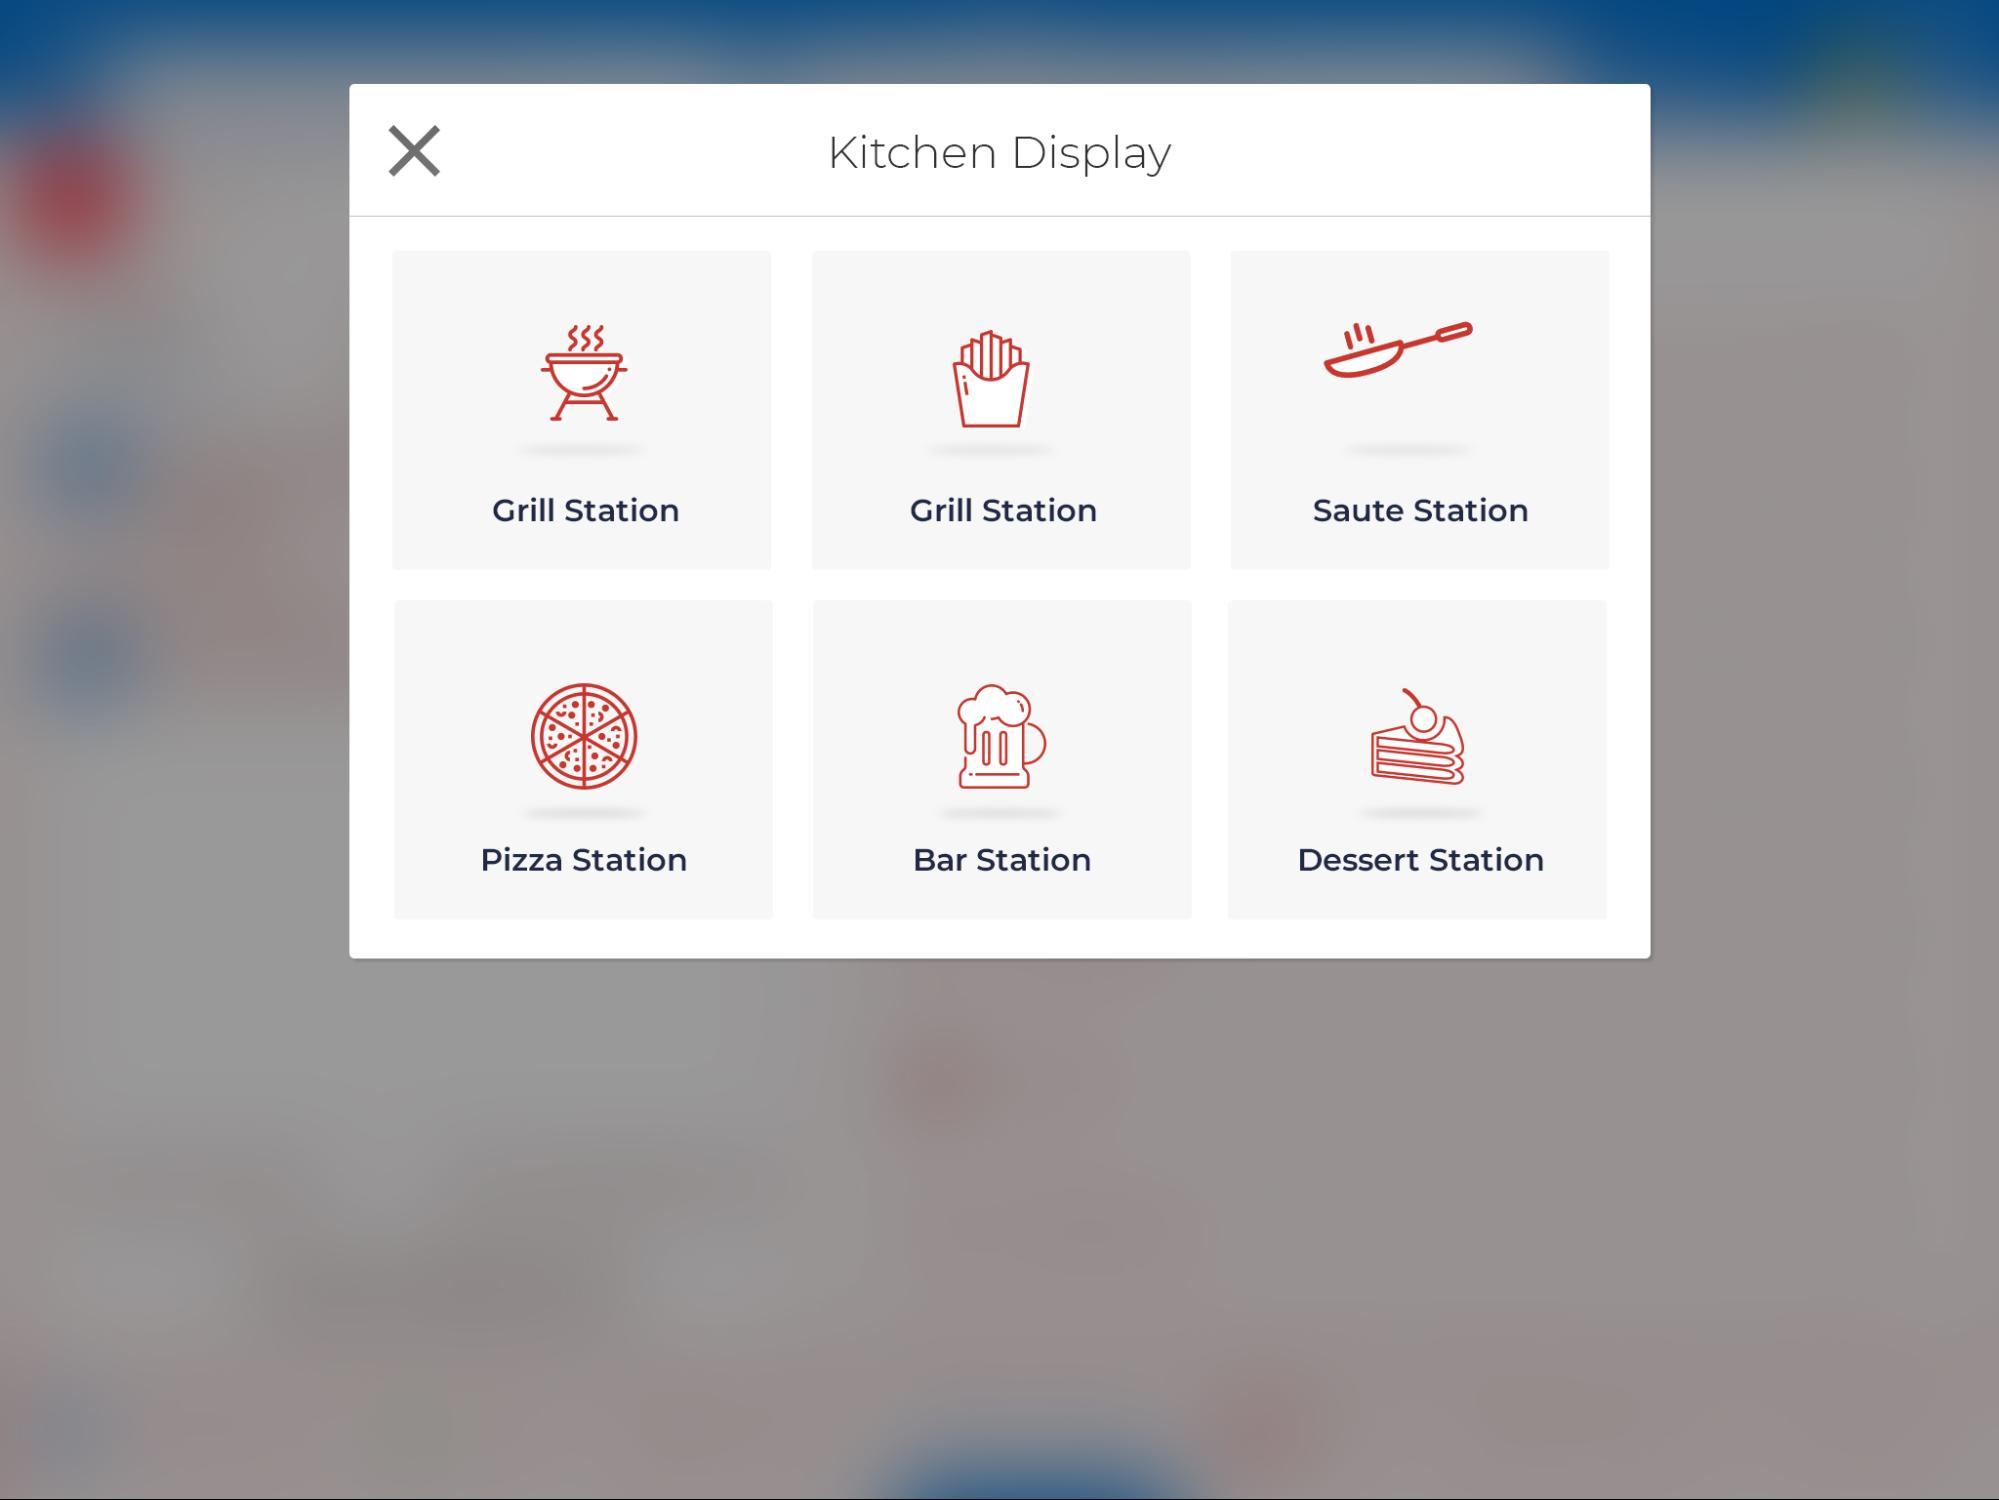 Kitchen Display
Grill Station
Grill Station
Saute Station
Pizza Station
Bar Station
Dessert Station